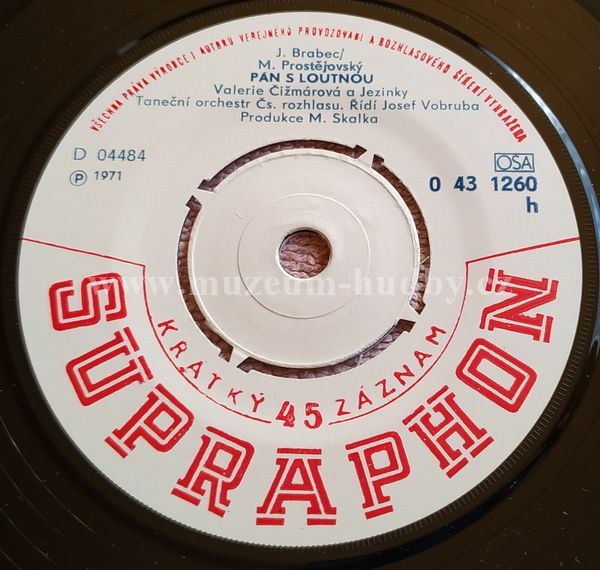 VŠECHNA PRÁVA VÝROBCE I AUTORŮ VEŘEJNÉHO PROVOZOVÁNÍ A ROZHLASOVÉHO ŠÍŘENÍ VYHRAŽENA
J. Brabec/
M. Prostějovský
PÁN S LOUTNOU
Valerie Čižmárová a Jezinky
Taneční orchestr Čs. rozhlasu. Řídí Josef Vobruba
Produkce M. Skalka
D 04484
Ⓟ 1971
OSA
0 43 1260
h
www.muzeum-hudby.cz
KRÁTKÝ 45 ZÁZNAM
SUPRAPHON